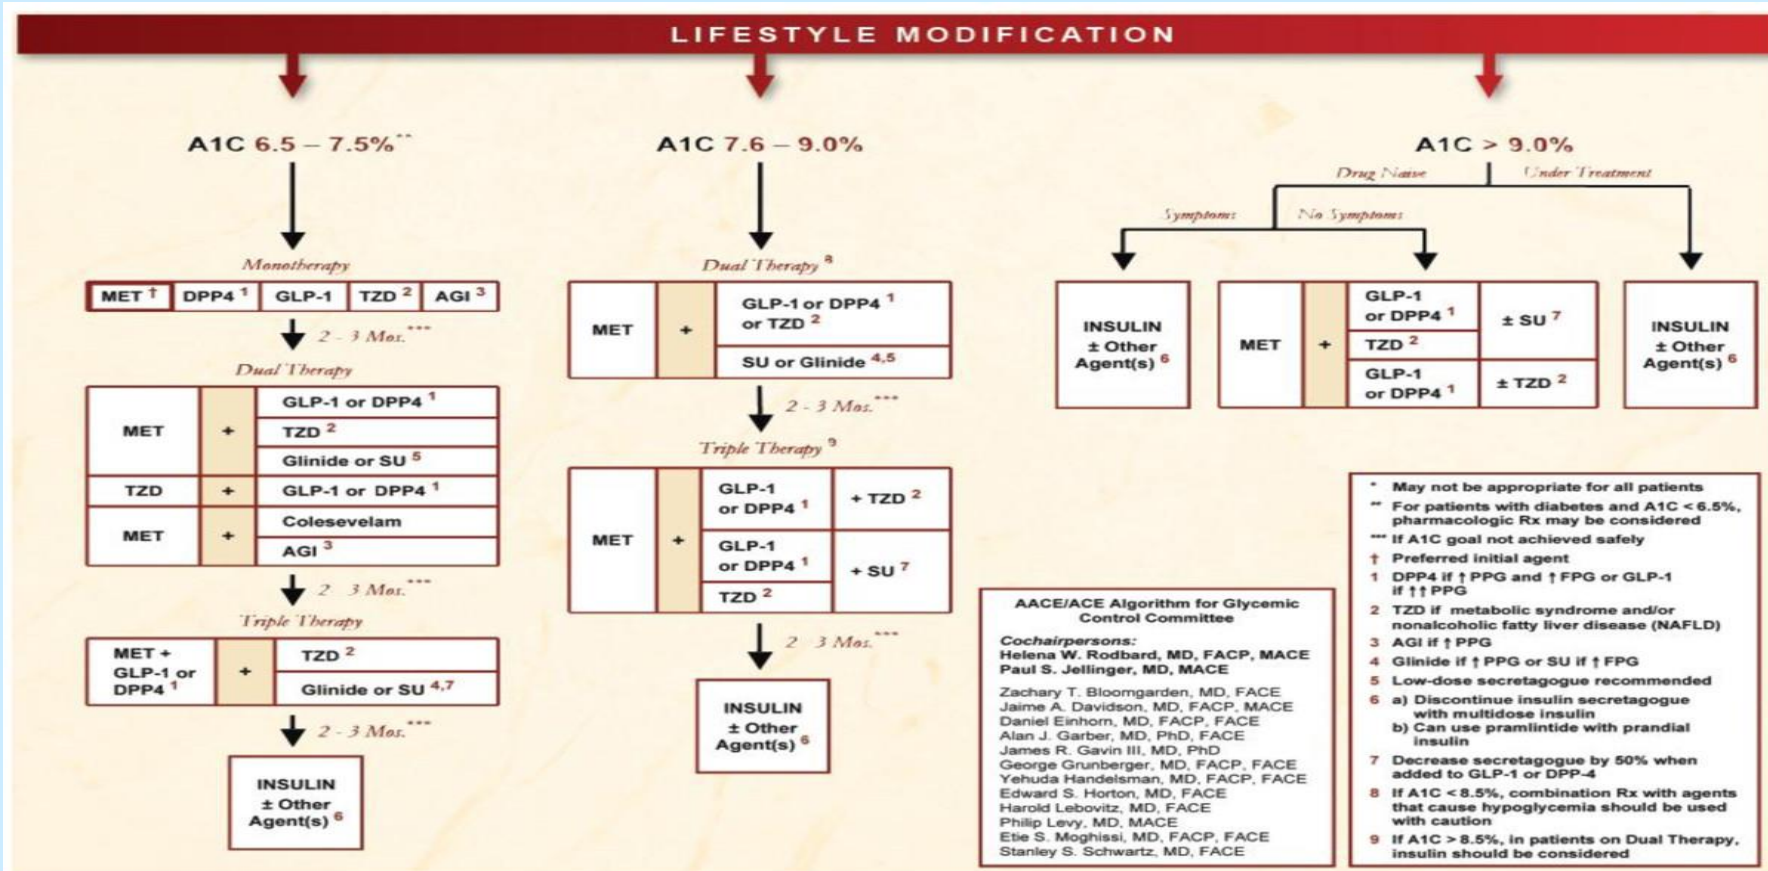 LIFESTYLE MODIFICATION
A1C 6.5 – 7.5%**
Monotherapy
MET † DPP4 1 GLP-1 TZD 2 AGI 3
2 - 3 Mos.***
Dual Therapy
MET + GLP-1 or DPP4 1
TZD 2
Glinide or SU 5
TZD + GLP-1 or DPP4 1
MET + Colesevelam
AGI 3
2 - 3 Mos.***
Triple Therapy
MET +
GLP-1 or
DPP4 1
+
TZD 2
Glinide or SU 4,7
2 - 3 Mos.***
INSULIN
± Other
Agent(s) 6
A1C 7.6 – 9.0%
Dual Therapy 8
MET +
GLP-1 or DPP4 1
or TZD 2
SU or Glinide 4,5
2 - 3 Mos.***
Triple Therapy 9
MET +
GLP-1
or DPP4 1
+ TZD 2
GLP-1
or DPP4 1
TZD 2
+ SU 7
2 - 3 Mos.***
INSULIN
± Other
Agent(s) 6
A1C > 9.0%
Drug Naive Under Treatment
Symptoms No Symptoms
INSULIN
± Other
Agent(s) 6
MET +
GLP-1
or DPP4 1
TZD 2
± SU 7
GLP-1
or DPP4 1
± TZD 2
INSULIN
± Other
Agent(s) 6
AACE/ACE Algorithm for Glycemic
Control Committee
Cochairpersons:
Helena W. Rodbard, MD, FACP, MACE
Paul S. Jellinger, MD, MACE
Zachary T. Bloomgarden, MD, FACE
Jaime A. Davidson, MD, FACP, MACE
Daniel Einhorn, MD, FACP, FACE
Alan J. Garber, MD, PhD, FACE
James R. Gavin III, MD, PhD
George Grunberger, MD, FACP, FACE
Yehuda Handelsman, MD, FACP, FACE
Edward S. Horton, MD, FACE
Harold Lebovitz, MD, FACE
Philip Levy, MD, MACE
Etie S. Moghissi, MD, FACP, FACE
Stanley S. Schwartz, MD, FACE
* May not be appropriate for all patients
** For patients with diabetes and A1C < 6.5%,
pharmacologic Rx may be considered
*** If A1C goal not achieved safely
† Preferred initial agent
1 DPP4 if ↑ PPG and ↑ FPG or GLP-1
if ↑↑ PPG
2 TZD if metabolic syndrome and/or
nonalcoholic fatty liver disease (NAFLD)
3 AGI if ↑ PPG
4 Glinide if ↑ PPG or SU if ↑ FPG
5 Low-dose secretagogue recommended
6 a) Discontinue insulin secretagogue
with multidose insulin
b) Can use pramlintide with prandial
insulin
7 Decrease secretagogue by 50% when
added to GLP-1 or DPP-4
8 If A1C < 8.5%, combination Rx with agents
that cause hypoglycemia should be used
with caution
9 If A1C > 8.5%, in patients on Dual Therapy,
insulin should be considered